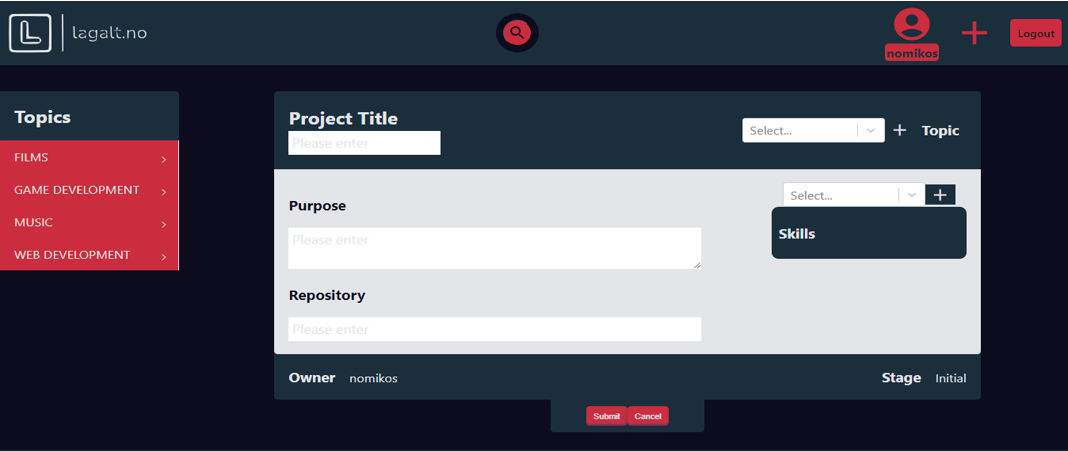 L lagalt.no
nomikos
Logout
Topics
FILMS
GAME DEVELOPMENT
MUSIC
WEB DEVELOPMENT
Project Title
Please enter
Select...
Topic
Purpose
Please enter
Select...
Skills
Repository
Please enter
Owner nomikos
Stage Initial
Submit Cancel